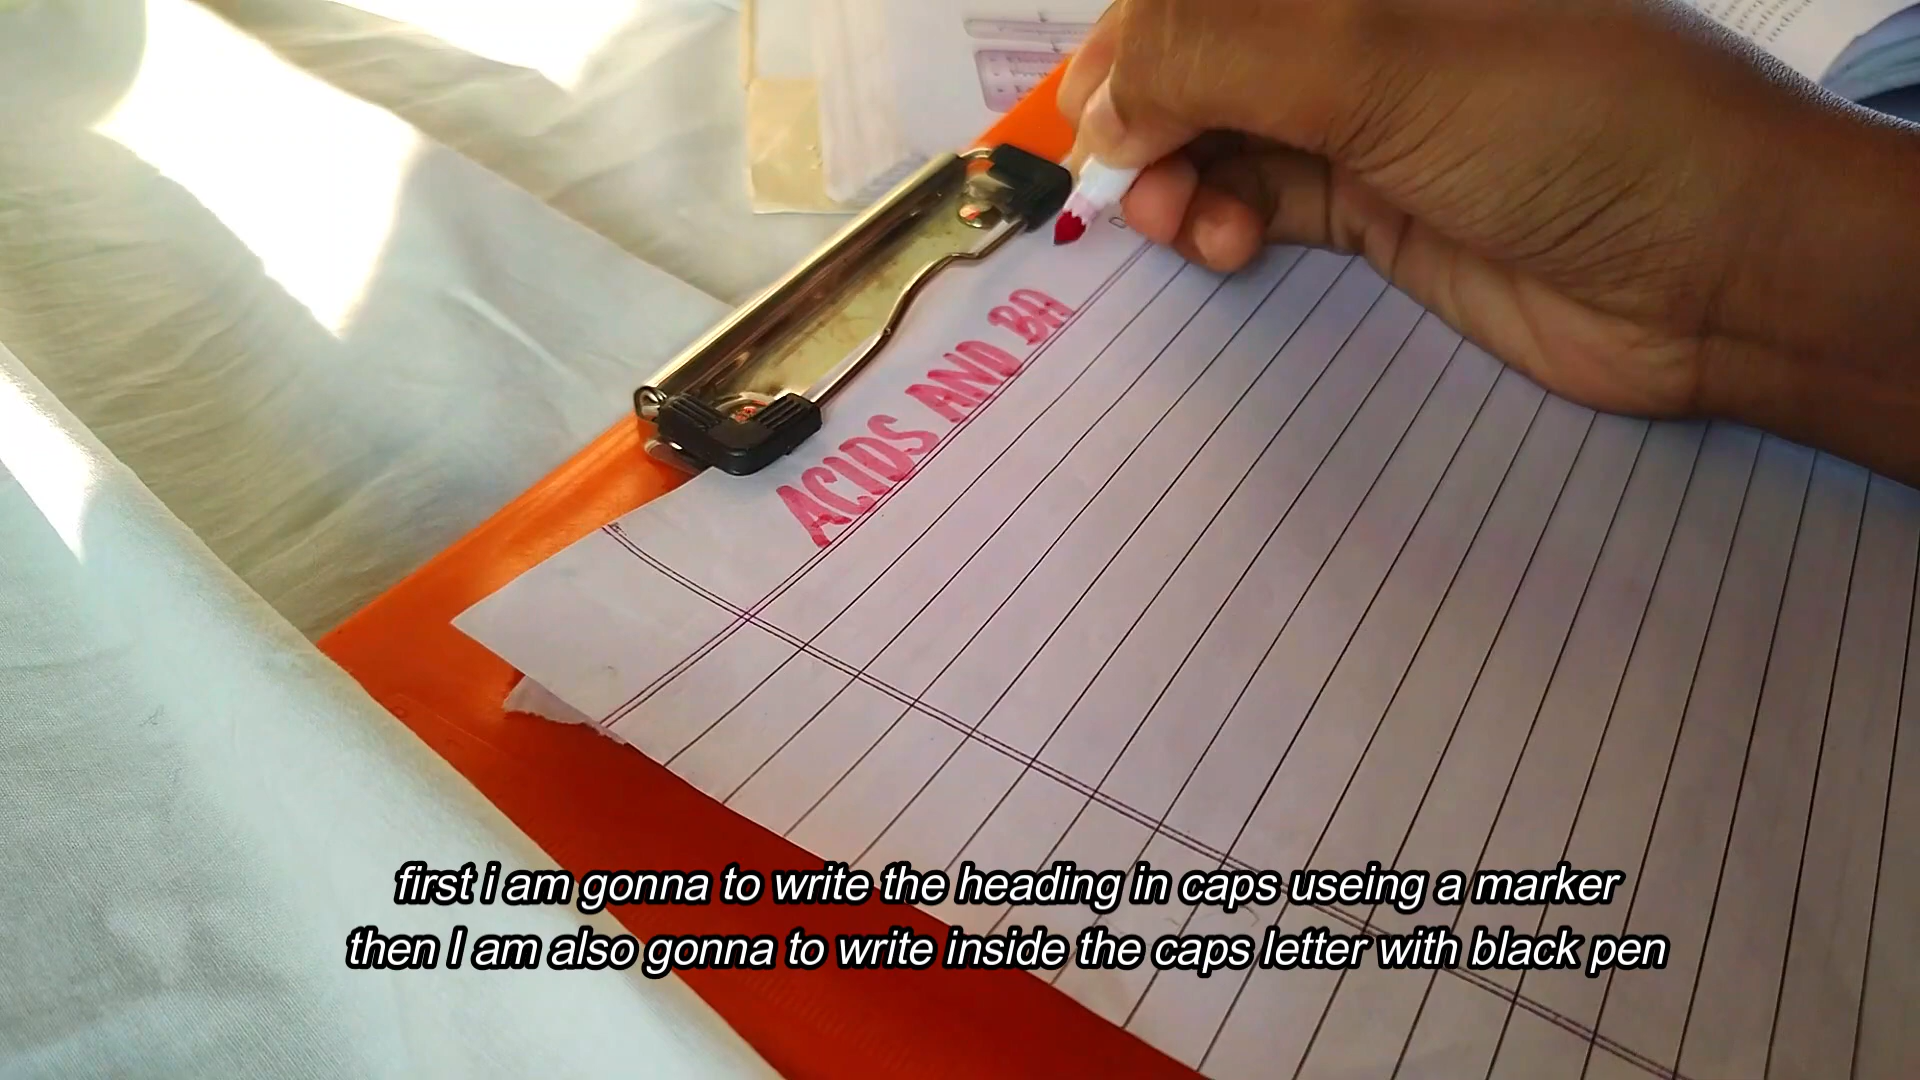 ACIDS AND BA
first i am gonna to write the heading in caps useing a marker
then I am also gonna to write inside the caps letter with black pen